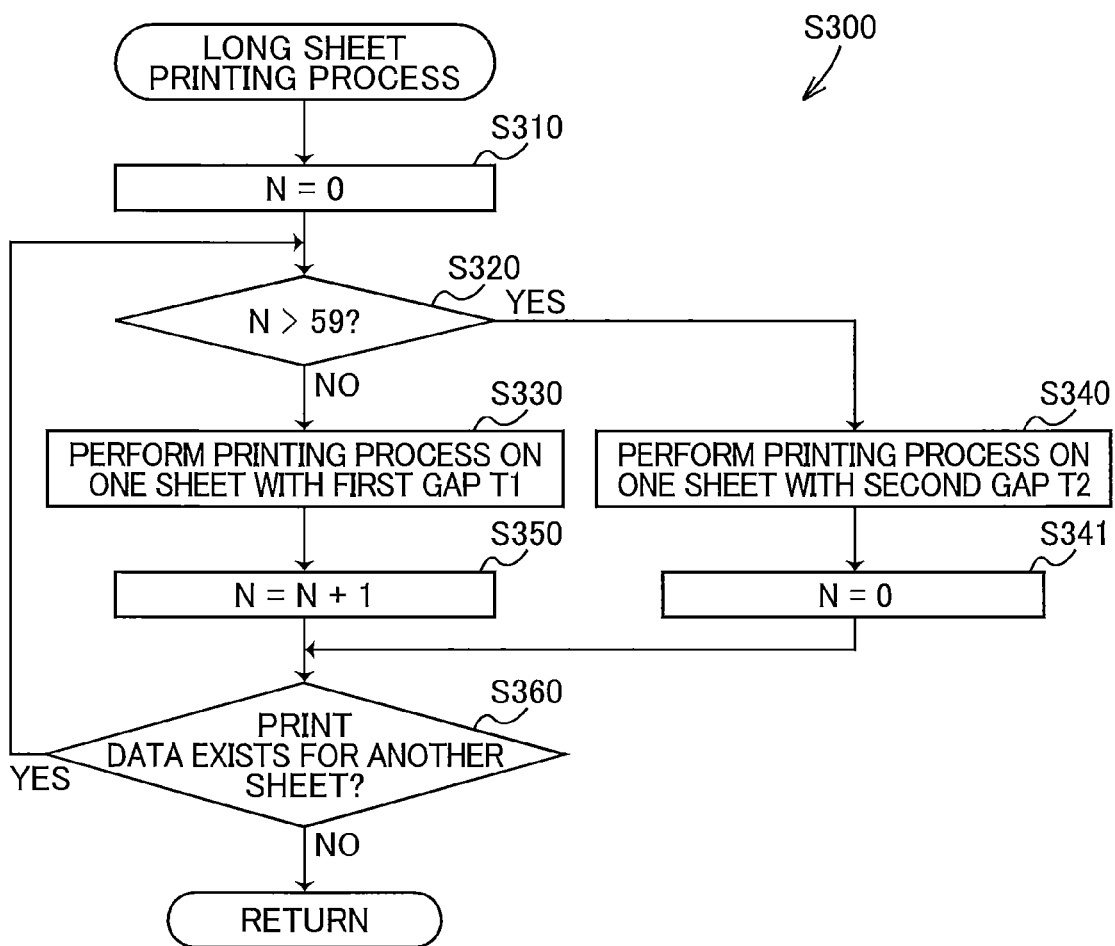 S300
LONG SHEET
PRINTING PROCESS
S310
N = 0
S320
N > 59?
YES
NO
S330
PERFORM PRINTING PROCESS ON
ONE SHEET WITH FIRST GAP T1
S340
PERFORM PRINTING PROCESS ON
ONE SHEET WITH SECOND GAP T2
S350
N = N + 1
S341
N = 0
S360
PRINT
DATA EXISTS FOR ANOTHER
SHEET?
YES
NO
RETURN